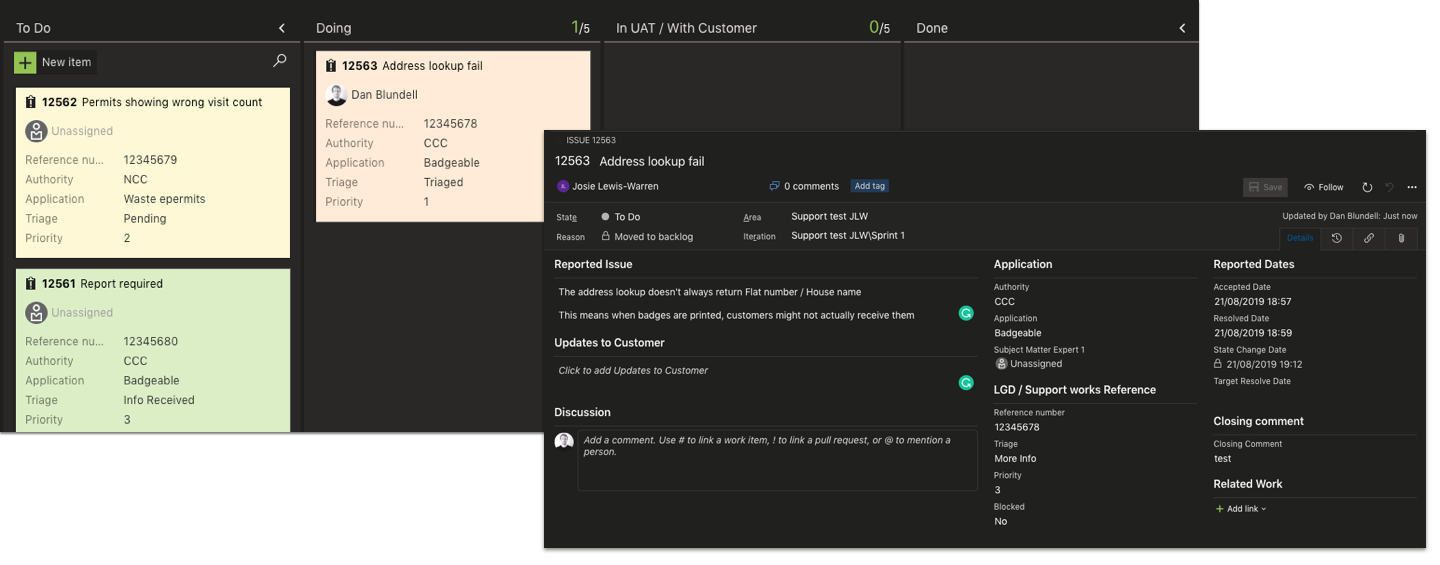 To Do
New item
12562 Permits showing wrong visit count
Unassigned
Reference nu... 12345679
Authority NCC
Application Waste epermits
Triage Pending
Priority 2
12561 Report required
Unassigned
Reference nu... 12345680
Authority CCC
Application Badgeable
Triage Info Received
Priority 3
Doing 1/5
12563 Address lookup fail
Dan Blundell
Reference nu... 12345678
Authority CCC
Application Badgeable
Triage Triaged
Priority 1
In UAT / With Customer 0/5
Done
ISSUE 12563
12563 Address lookup fail
Josie Lewis-Warren 0 comments Add tag Save Follow
State To Do Area Support test JLW Updated by Dan Blundell: Just now
Reason Moved to backlog Iteration Support test JLW\Sprint 1
Details
Reported Issue
The address lookup doesn't always return Flat number / House name
This means when badges are printed, customers might not actually receive them
Updates to Customer
Click to add Updates to Customer
Discussion
Add a comment. Use # to link a work item, ! to link a pull request, or @ to mention a
person.
Application
Authority
CCC
Application
Badgeable
Subject Matter Expert 1
Unassigned
LGD / Support works Reference
Reference number
12345678
Triage
More Info
Priority
3
Blocked
No
Reported Dates
Accepted Date
21/08/2019 18:57
Resolved Date
21/08/2019 18:59
State Change Date
21/08/2019 19:12
Target Resolve Date
Closing comment
Closing Comment
test
Related Work
Add link